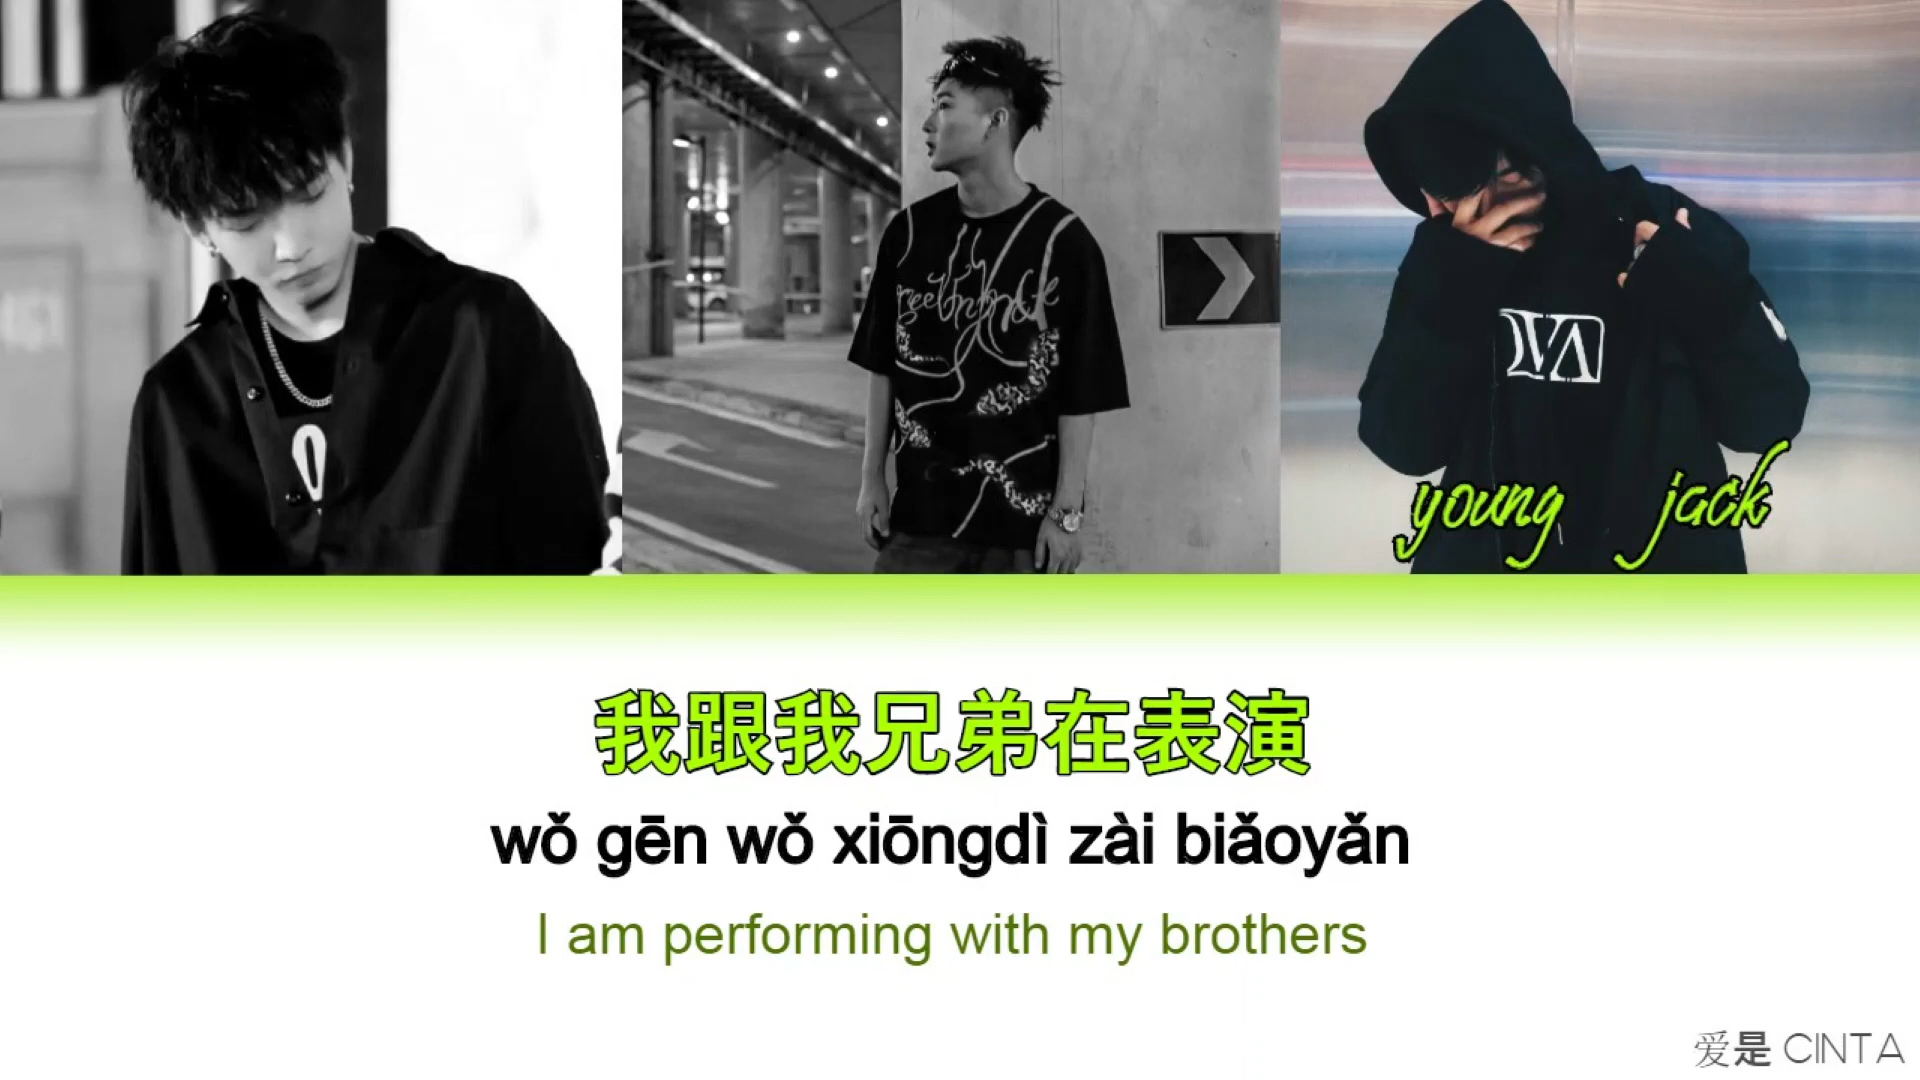 young jack
我跟我兄弟在表演
wǒ gēn wǒ xiōngdì zài biǎoyǎn
I am performing with my brothers
爱是 CINTA